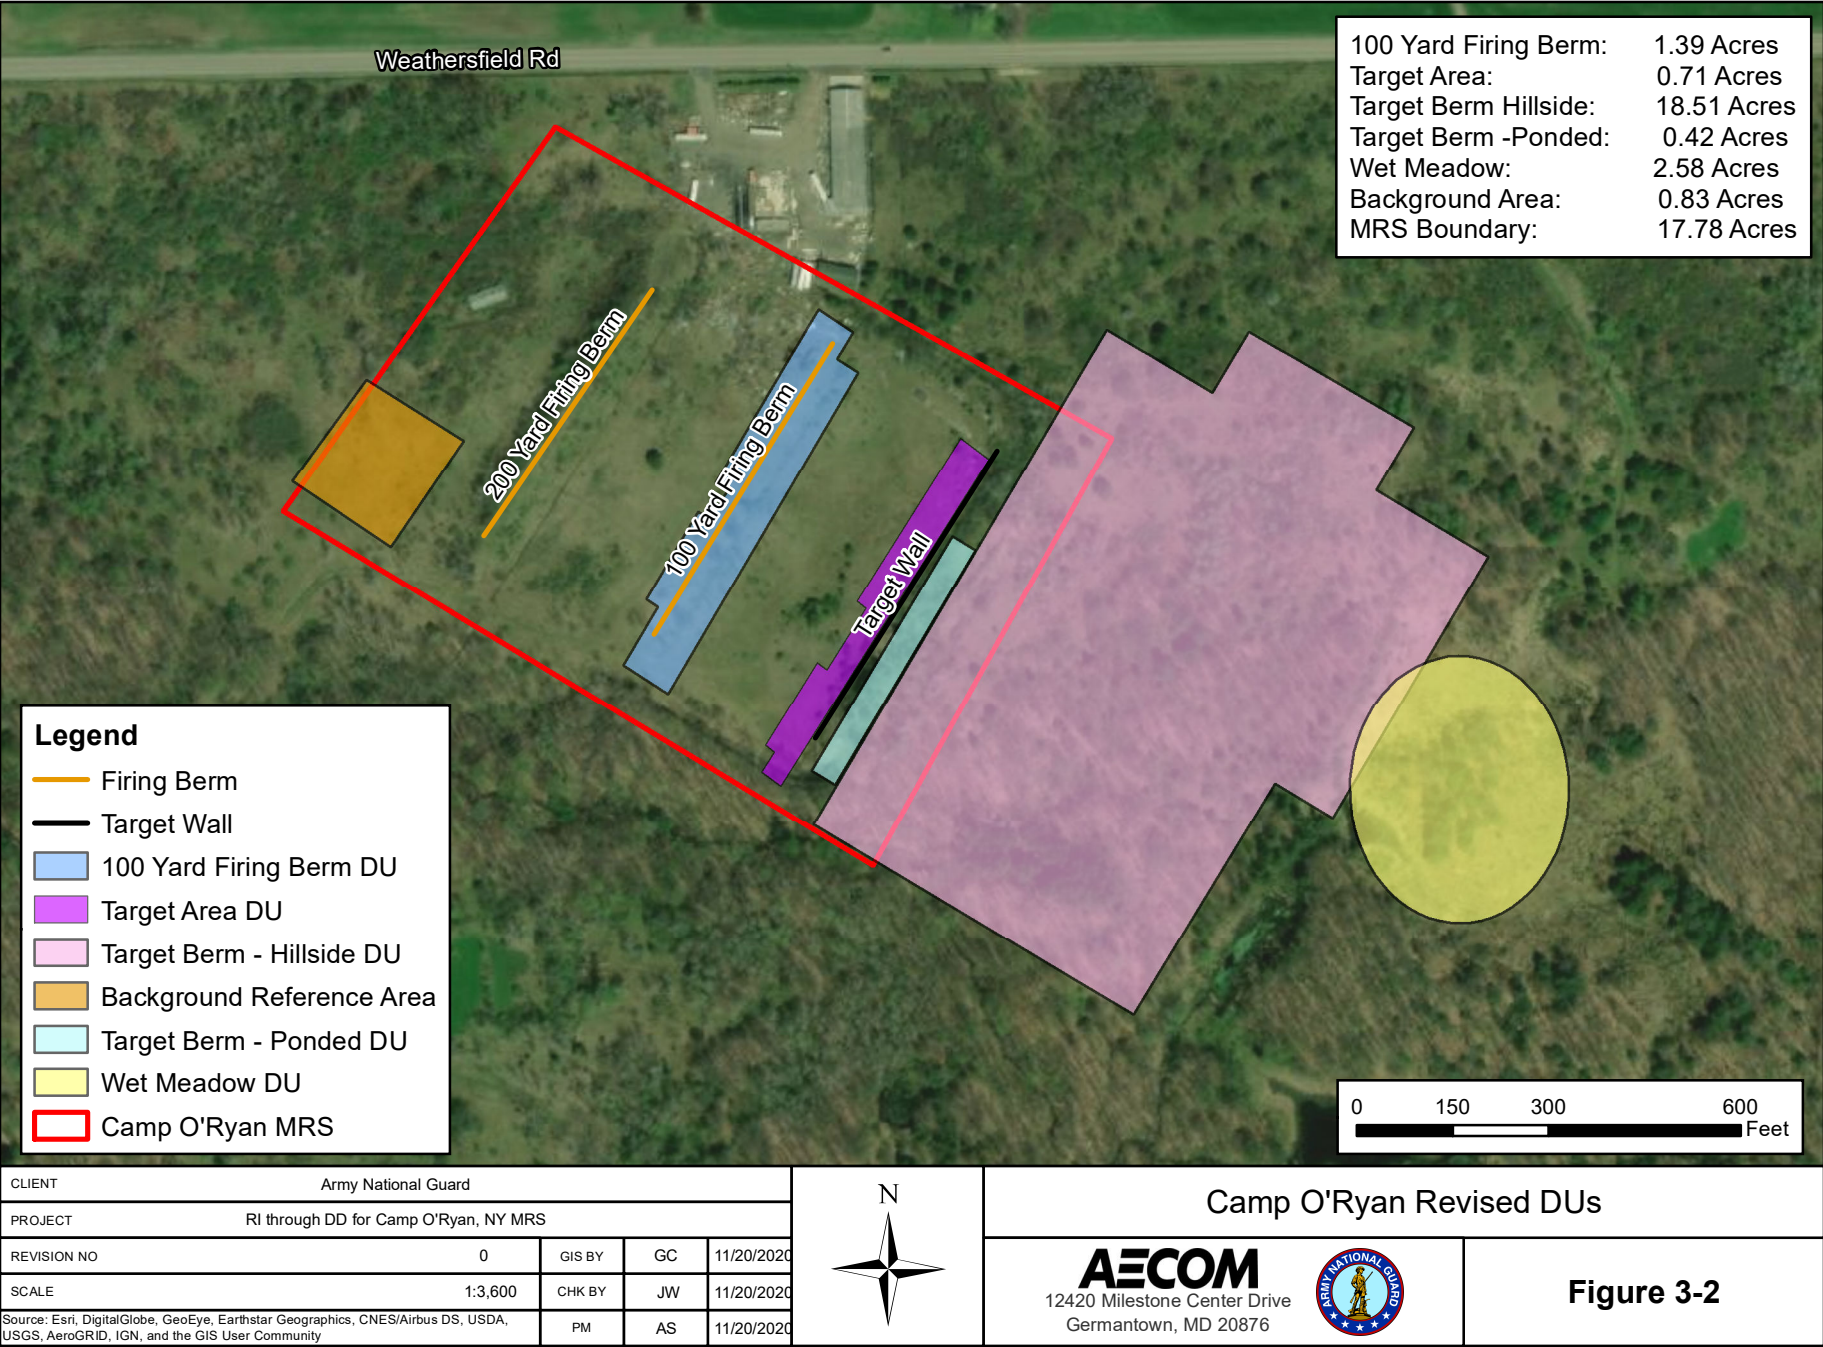 Weathersfield Rd
100 Yard Firing Berm: 1.39 Acres
Target Area: 0.71 Acres
Target Berm Hillside: 18.51 Acres
Target Berm -Ponded: 0.42 Acres
Wet Meadow: 2.58 Acres
Background Area: 0.83 Acres
MRS Boundary: 17.78 Acres
200 Yard Firing Berm
100 Yard Firing Berm
Target Wall
Legend
Firing Berm
Target Wall
100 Yard Firing Berm DU
Target Area DU
Target Berm - Hillside DU
Background Reference Area
Target Berm - Ponded DU
Wet Meadow DU
Camp O'Ryan MRS
0 150 300 600
Feet
CLIENT Army National Guard
PROJECT RI through DD for Camp O'Ryan, NY MRS
REVISION NO 0 GIS BY GC 11/20/2020
SCALE 1:3,600 CHK BY JW 11/20/2020
Source: Esri, DigitalGlobe, GeoEye, Earthstar Geographics, CNES/Airbus DS, USDA,
USGS, AeroGRID, IGN, and the GIS User Community
PM AS 11/20/2020
N
Camp O'Ryan Revised DUs
AECOM
12420 Milestone Center Drive
Germantown, MD 20876
ARMY NATIONAL GUARD
Figure 3-2